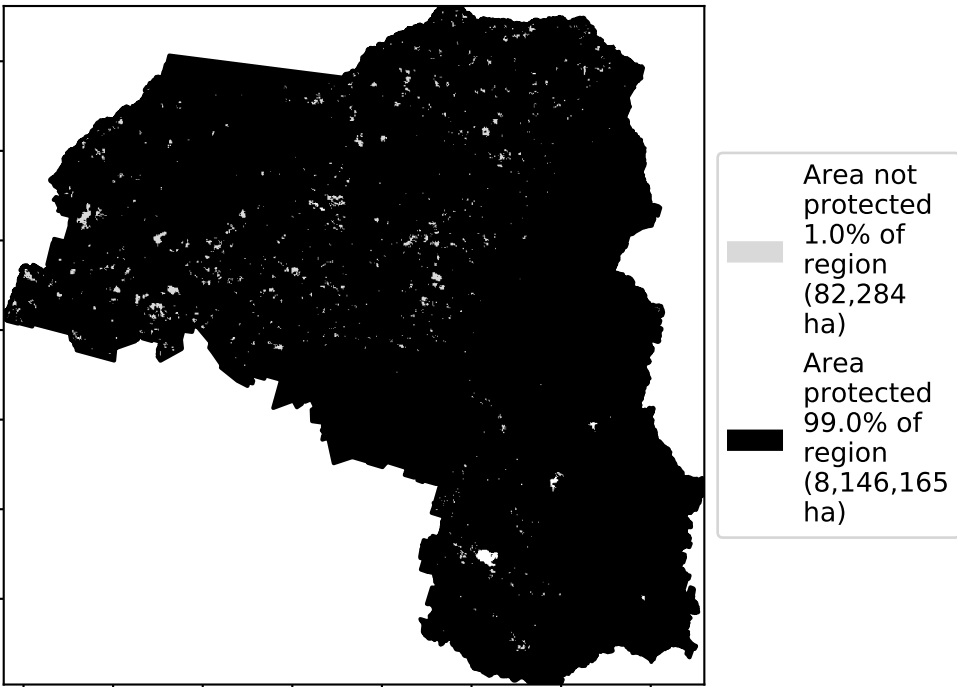 Area not
protected
1.0% of
region
(82,284
ha)
Area
protected
99.0% of
region
(8,146,165
ha)